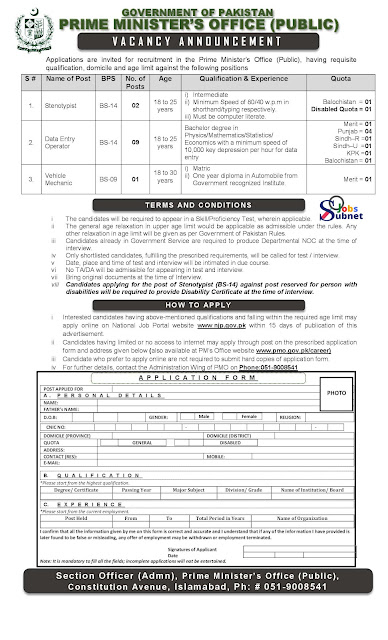 GOVERNMENT OF PAKISTAN
PRIME MINISTER'S OFFICE (PUBLIC)
VACANCY ANNOUNCEMENT
Applications are invited for recruitment in the Prime Minister's Office (Public), having requisite
qualification, domicile and age limit against the following positions
S # Name of Post BPS No. of Posts Age Qualification & Experience Quota
1. Stenotypist BS-14 02 18 to 25 years
i) Intermediate
ii) Minimum Speed of 80/40 w.p.m in
shorthand/typing respectively.
iii) Must be computer literate.
Balochistan = 01
Disabled Quota = 01
2. Data Entry Operator BS-14 09 18 to 25 years
Bachelor degree in
Physics/Mathematics/Statistics/
Economics with a minimum speed of
10,000 key depression per hour for data
entry
Merit = 01
Punjab = 04
Sindh-R = 01
Sindh-U =01
KPK =01
Balochistan = 01
3. Vehicle Mechanic BS-09 01 18 to 30 years
i) Matric
ii) One year diploma in Automobile from
Government recognized Institute.
Merit = 01
TERMS AND CONDITIONS
Jobs
Subnet
i The candidates will be required to appear in a Skill/Proficiency Test, wherein applicable.
ii The general age relaxation in upper age limit would be applicable as admissible under the rules. Any
other relaxation in age limit will be given as per Government of Pakistan Rules.
iii Candidates already in Government Service are required to produce Departmental NOC at the time of
interview.
iv Only shortlisted candidates, fulfilling the prescribed requirements, will be called for test / interview
v Date, place and time of test and interview will be intimated in due course.
vi No TA/DA will be admissible for appearing in test and interview
vii Bring original documents at the time of Interview.
viii Candidates applying for the post of Stenotypist (BS-14) against post reserved for person with
disabilities will be required to provide Disability Certificate at the time of interview.
HOW TO APPLY
i Interested candidates having above-mentioned qualifications and falling within the required age limit may
apply online on National Job Portal website www.njp.gov.pk within 15 days of publication of this
advertisement.
ii Candidates having limited or no access to internet may apply through post on the prescribed application
form and address given below(also available at PM's Office website www.pmo.gov.pk/career)
iii Candidate who prefer to apply online are not required to submit hard copies of application form.
iv For further details, contact the Administration Wing of PMO on Phone:051-9008541
APPLICATION FORM
POST APPLIED FOR
PHOTO
A. PERSONAL DETAILS
NAME:
FATHER'S NAME:
D.O.B: GENDER: Male Female RELIGION:
CNIC NO: - -
DOMICILE (PROVINCE) DOMICILE (DISTRICT)
QUOTA GENERAL DISABLED
ADDRESS:
CONTACT (RES): MOBILE:
E-MAIL:
B. QUALIFICATION
*Please start from the highest qualification.
Degree/ Certificate Passing Year Major Subject Division/ Grade Name of Institution/ Board
C. EXPERIENCE
*Please start from the current employment.
Post Held From To Total Period in Years Name of Organization
I confirm that all the information given by me on this form is correct and accurate and I understand that if any of the information I have provided is
later found to be false or misleading, any offer of employment may be withdrawn or employment terminated.
Signatures of Applicant
Date
Note: It is mandatory to fill all the fields; incomplete applications will not be entertained.
Section Officer (Admn), Prime Minister's Office (Public),
Constitution Avenue, Islamabad, Ph: # 051-9008541